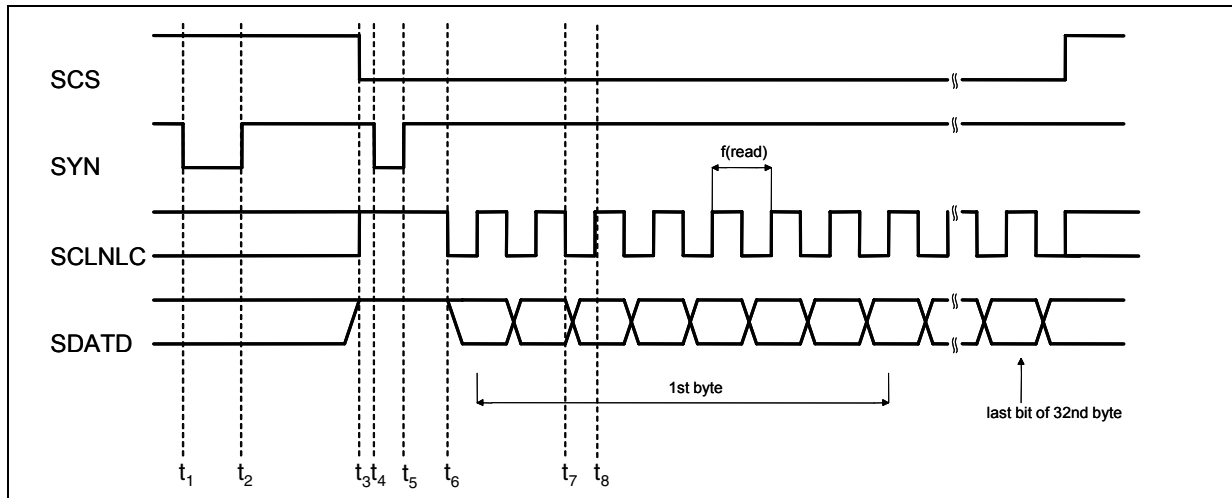 SCS
SYN
f(read)
SCLNLC
SDATD
1st byte
last bit of 32nd byte
t1 t2 t3 t4 t5 t6 t7 t8